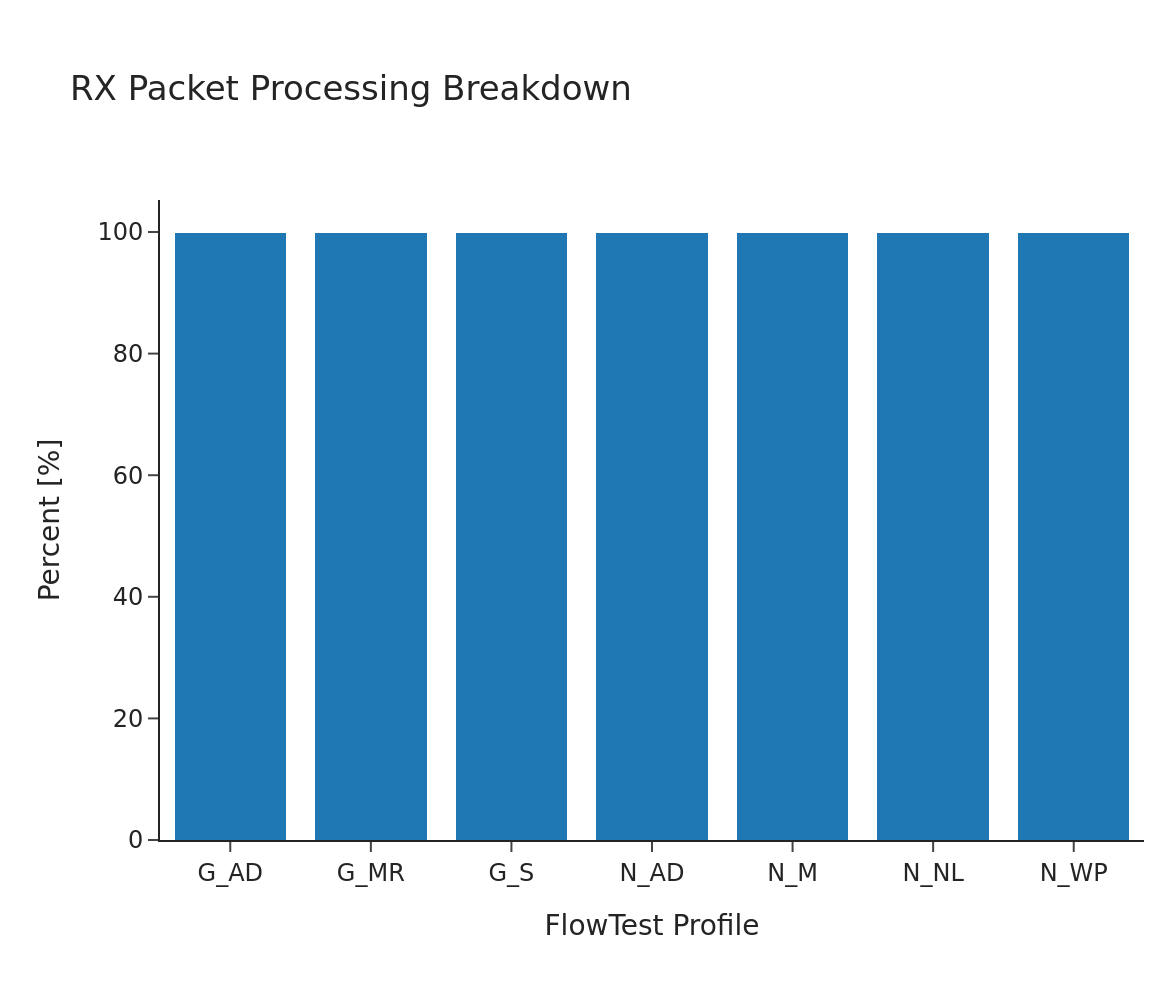 RX Packet Processing Breakdown
100
80
60
40
20
0
Percent [%]
G_AD G_MR G_S N_AD N_M N_NL N_WP
FlowTest Profile